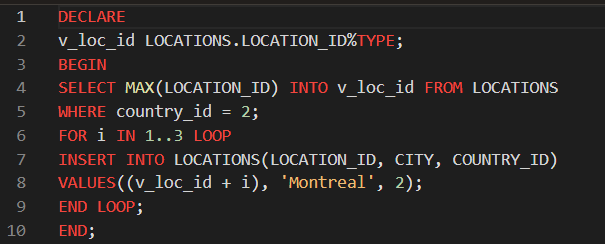 1 DECLARE
2 v_loc_id LOCATIONS.LOCATION_ID%TYPE;
3 BEGIN
4 SELECT MAX(LOCATION_ID) INTO v_loc_id FROM LOCATIONS
5 WHERE country_id = 2;
6 FOR i IN 1..3 LOOP
7 INSERT INTO LOCATIONS(LOCATION_ID, CITY, COUNTRY_ID)
8 VALUES((v_loc_id + i), 'Montreal', 2);
9 END LOOP;
10 END;